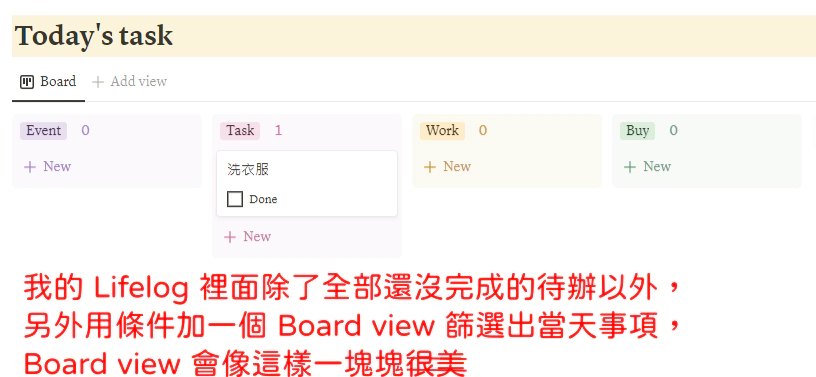 Today's task
Board + Add view
Event 0 Task 1 Work 0 Buy 0
+ New 洗衣服 + New + New
Done
+ New
我的 Lifelog 裡面除了全部還沒完成的待辦以外，
另外用條件加一個 Board view 篩選出當天事項，
Board view 會像這樣一塊塊很美